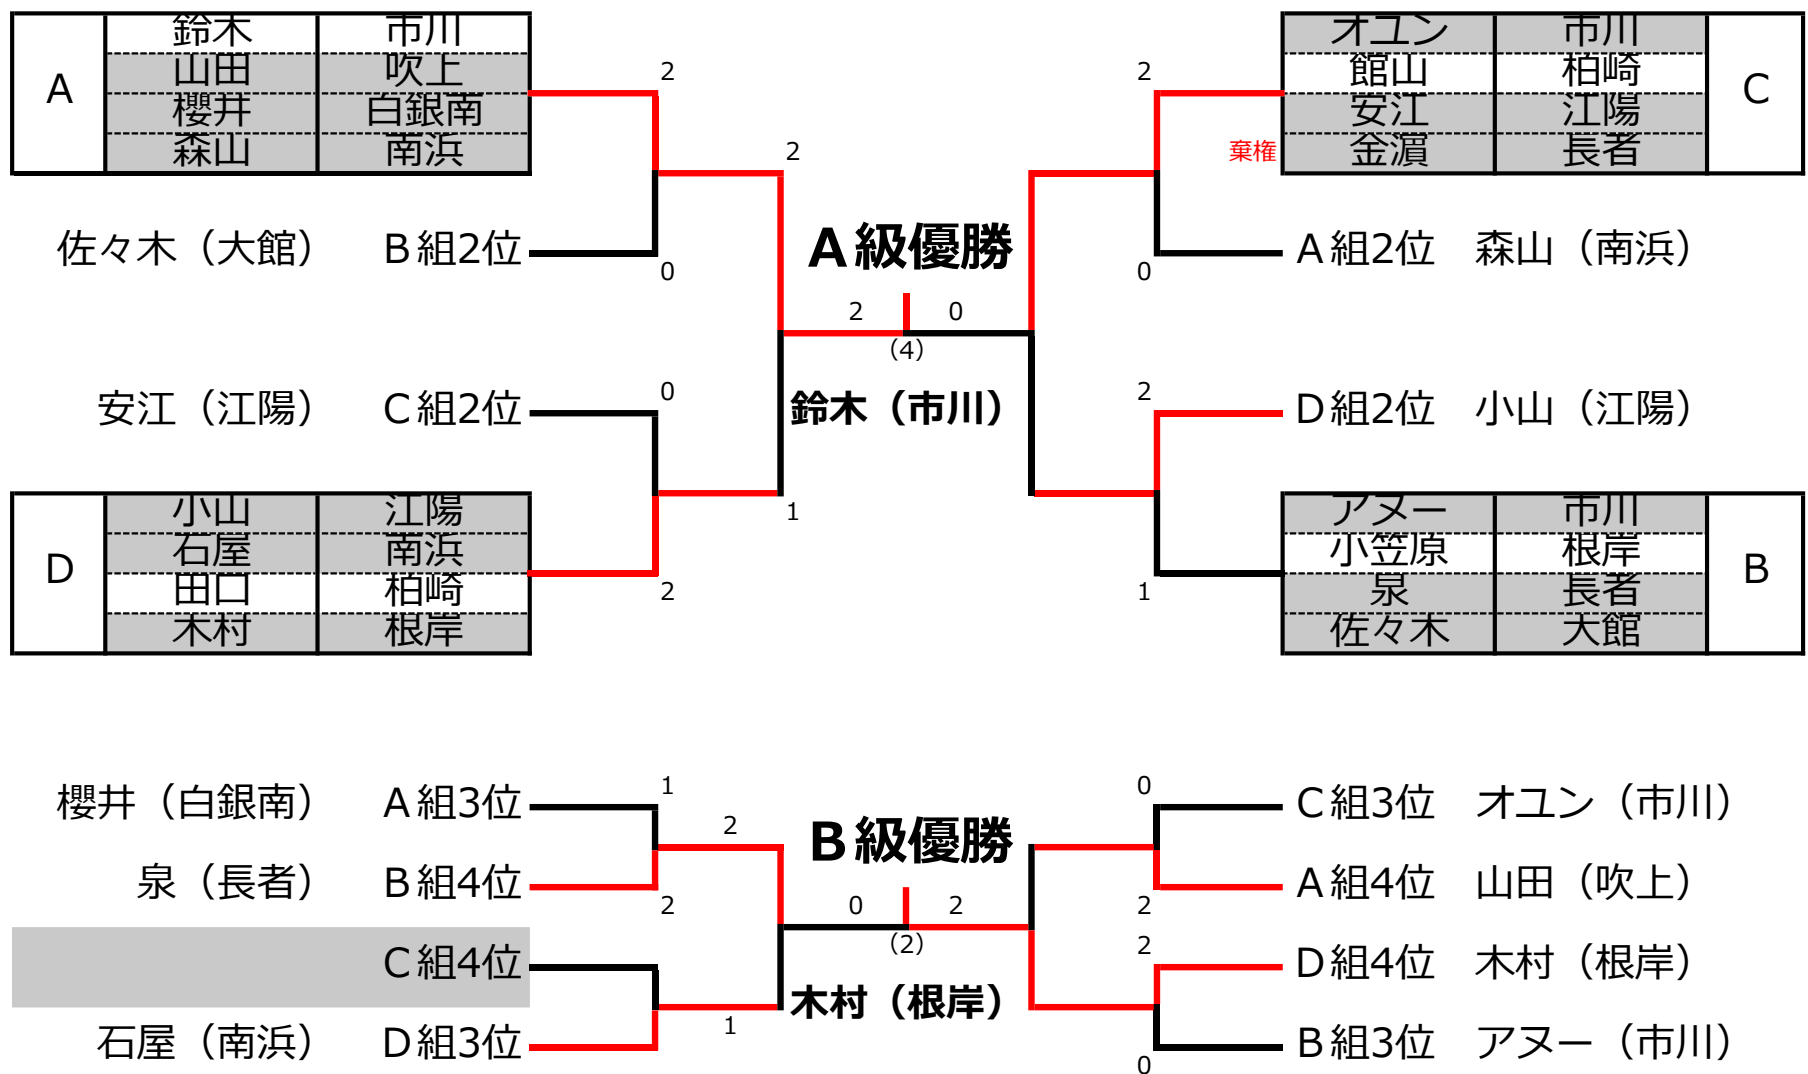 A
鈴木 市川
山田 吹上
櫻井 白銀南
森山 南浜
オユン 市川
館山 柏崎
安江 江陽
棄権 金濵 長者
C
2
2
2
2
佐々木（大館） B組2位
0
A級優勝
0
A組2位 森山（南浜）
2
0
（4）
安江（江陽） C組2位
0
鈴木（市川）
2
D組2位 小山（江陽）
D
小山 江陽
石屋 南浜
田口 柏崎
木村 根岸
1
2
1
アヌー 市川
小笠原 根岸
泉 長者
佐々木 大館
B
櫻井（白銀南） A組3位
1
2
B級優勝
0
C組3位 オユン（市川）
泉（長者） B組4位
2
0
2
（2）
2
A組4位 山田（吹上）
C組4位
2
D組4位 木村（根岸）
木村（根岸）
石屋（南浜） D組3位
1
0
B組3位 アヌー（市川）